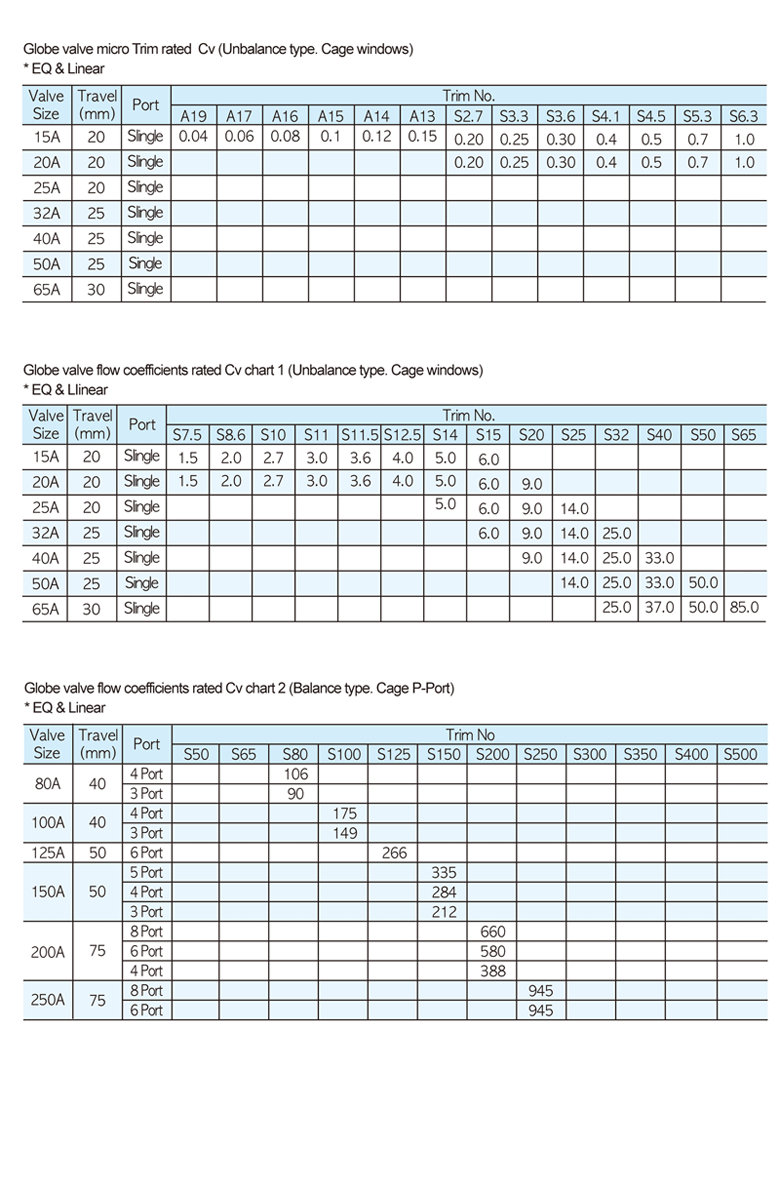 Globe valve micro Trim rated Cv (Unbalance type. Cage windows)
* EQ & Linear
Valve Size Travel (mm) Port Trim No.
A19 A17 A16 A15 A14 A13 S2.7 S3.3 S3.6 S4.1 S4.5 S5.3 S6.3
15A 20 Slingle 0.04 0.06 0.08 0.1 0.12 0.15 0.20 0.25 0.30 0.4 0.5 0.7 1.0
20A 20 Slingle 0.20 0.25 0.30 0.4 0.5 0.7 1.0
25A 20 Slingle
32A 25 Slingle
40A 25 Slingle
50A 25 Single
65A 30 Slingle
Globe valve flow coefficients rated Cv chart 1 (Unbalance type. Cage windows)
* EQ & Llinear
Valve Size Travel (mm) Port Trim No.
S7.5 S8.6 S10 S11 S11.5 S12.5 S14 S15 S20 S25 S32 S40 S50 S65
15A 20 Slingle 1.5 2.0 2.7 3.0 3.6 4.0 5.0 6.0
20A 20 Slingle 1.5 2.0 2.7 3.0 3.6 4.0 5.0 6.0 9.0
25A 20 Slingle 5.0 6.0 9.0 14.0
32A 25 Slingle 6.0 9.0 14.0 25.0
40A 25 Slingle 9.0 14.0 25.0 33.0
50A 25 Single 14.0 25.0 33.0 50.0
65A 30 Slingle 25.0 37.0 50.0 85.0
Globe valve flow coefficients rated Cv chart 2 (Balance type. Cage P-Port)
* EQ & Linear
Valve Size Travel (mm) Port Trim No
S50 S65 S80 S100 S125 S150 S200 S250 S300 S350 S400 S500
80A 40 4 Port 106
3 Port 90
100A 40 4 Port 175
3 Port 149
125A 50 6 Port 266
150A 50 5 Port 335
4 Port 284
3 Port 212
200A 75 8 Port 660
6 Port 580
4 Port 388
250A 75 8 Port 945
6 Port 945